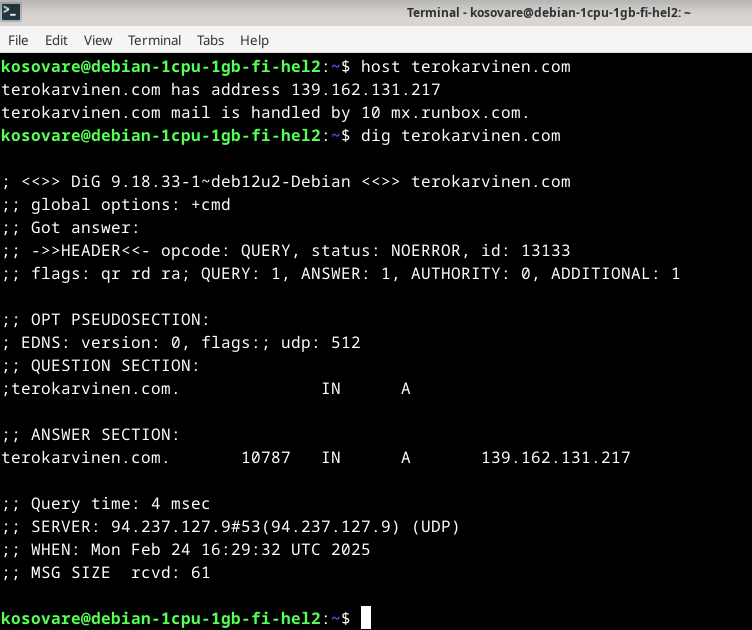 Terminal - kosovare@debian-1cpu-1gb-fi-hel2: ~
File Edit View Terminal Tabs Help
kosovare@debian-1cpu-1gb-fi-hel2:~$ host terokarvinen.com
terokarvinen.com has address 139.162.131.217
terokarvinen.com mail is handled by 10 mx.runbox.com.
kosovare@debian-1cpu-1gb-fi-hel2:~$ dig terokarvinen.com

; <<>> DiG 9.18.33-1~deb12u2-Debian <<>> terokarvinen.com
;; global options: +cmd
;; Got answer:
;; ->>HEADER<<- opcode: QUERY, status: NOERROR, id: 13133
;; flags: qr rd ra; QUERY: 1, ANSWER: 1, AUTHORITY: 0, ADDITIONAL: 1

;; OPT PSEUDOSECTION:
; EDNS: version: 0, flags:; udp: 512
;; QUESTION SECTION:
;terokarvinen.com.              IN      A

;; ANSWER SECTION:
terokarvinen.com.       10787   IN      A       139.162.131.217

;; Query time: 4 msec
;; SERVER: 94.237.127.9#53(94.237.127.9) (UDP)
;; WHEN: Mon Feb 24 16:29:32 UTC 2025
;; MSG SIZE  rcvd: 61

kosovare@debian-1cpu-1gb-fi-hel2:~$